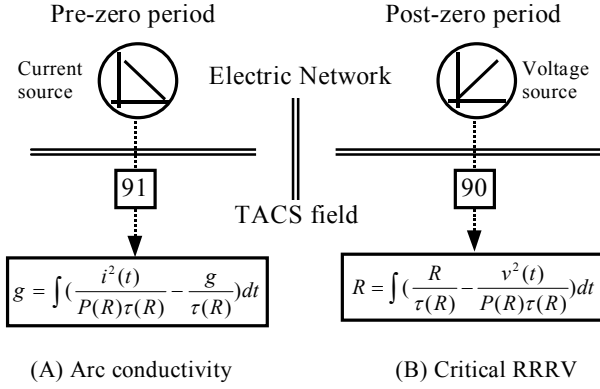 Pre-zero period
Post-zero period
Current source
Electric Network
Voltage source
91
90
TACS field
g = ∫( i²(t) / P(R)τ(R) − g / τ(R) )dt
R = ∫( R / τ(R) − v²(t) / P(R)τ(R) )dt
(A) Arc conductivity
(B) Critical RRRV